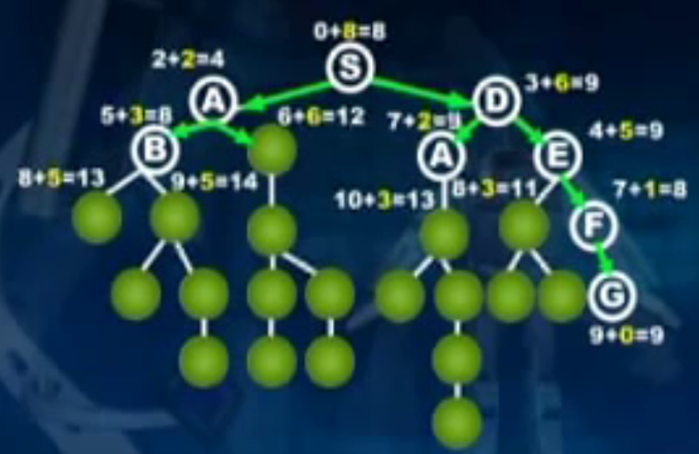 0+8=8
S
2+2=4
A
D
3+6=9
5+3=8
6+6=12
7+2=9
4+5=9
B
A
E
8+5=13
9+5=14
10+3=13
8+3=11
7+1=8
F
G
9+0=9